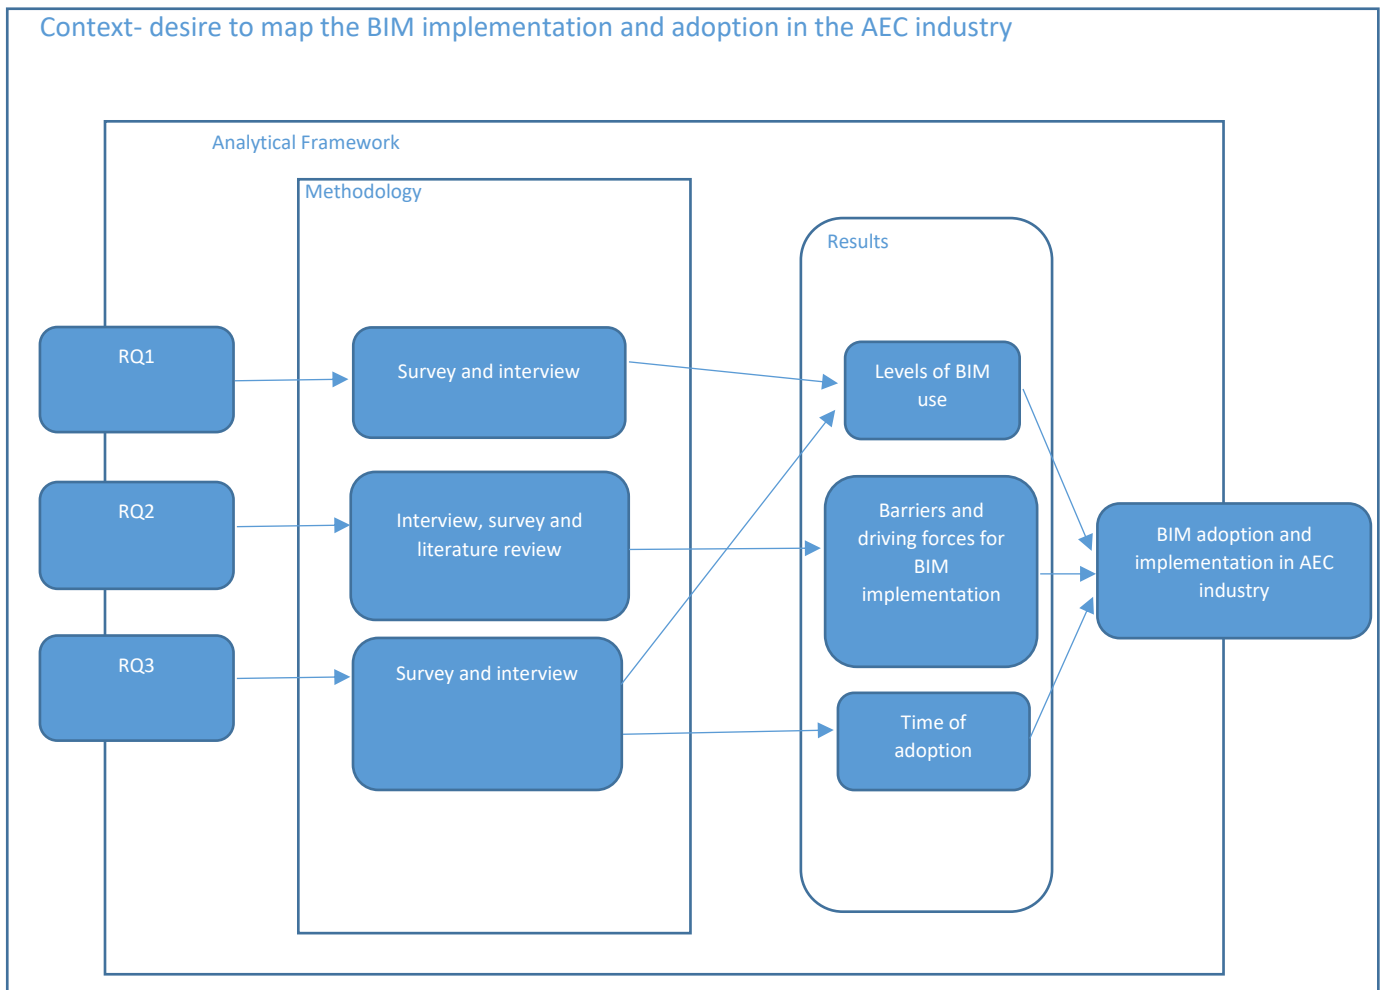 Context- desire to map the BIM implementation and adoption in the AEC industry
Analytical Framework
Methodology
Results
RQ1
Survey and interview
Levels of BIM
use
RQ2
Interview, survey and
literature review
Barriers and
driving forces for
BIM
implementation
BIM adoption and
implementation in AEC
industry
RQ3
Survey and interview
Time of
adoption